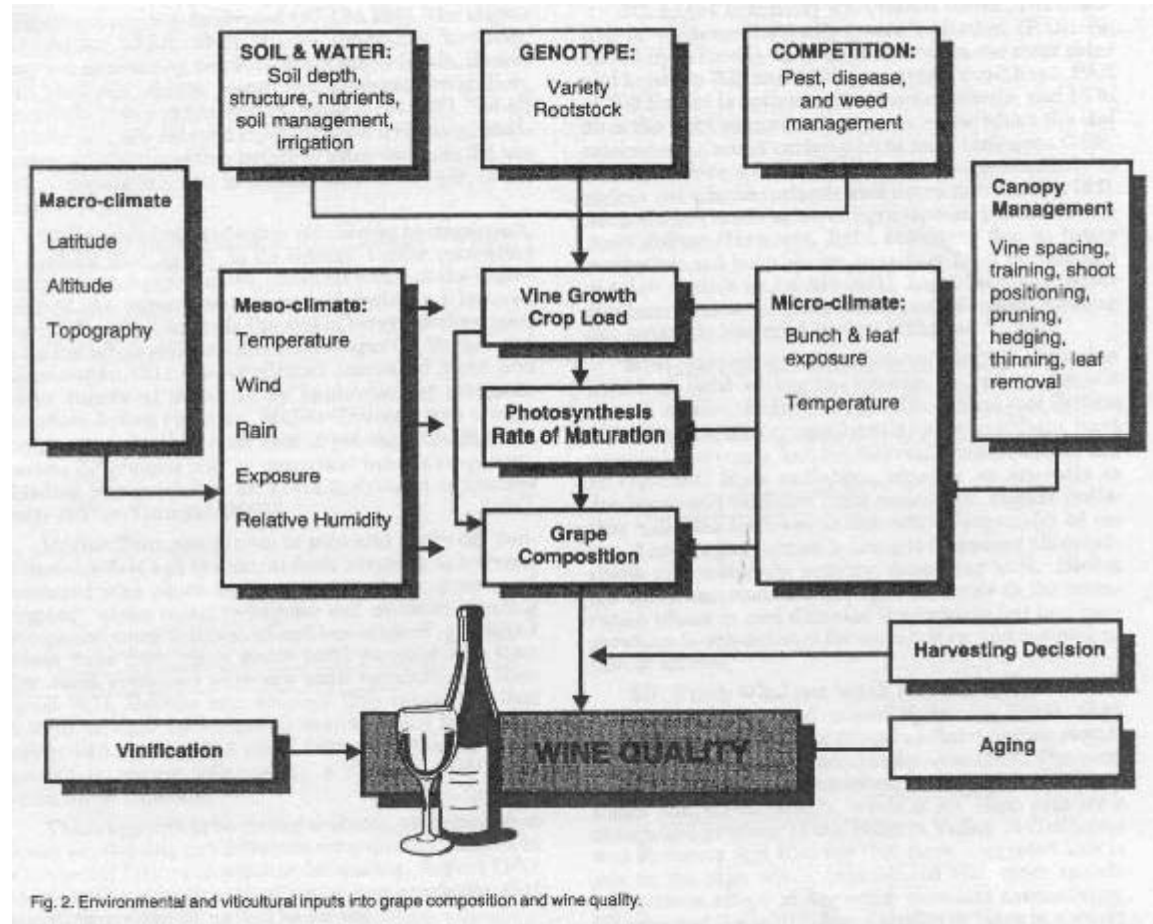 SOIL & WATER:
Soil depth,
structure, nutrients,
soil management,
irrigation
GENOTYPE:
Variety
Rootstock
COMPETITION:
Pest, disease,
and weed
management
Macro-climate
Latitude
Altitude
Topography
Meso-climate:
Temperature
Wind
Rain
Exposure
Relative Humidity
Vine Growth
Crop Load
Photosynthesis
Rate of Maturation
Grape
Composition
Micro-climate:
Bunch & leaf
exposure
Temperature
Canopy
Management
Vine spacing,
training, shoot
positioning,
pruning,
hedging,
thinning, leaf
removal
Harvesting Decision
Vinification
WINE QUALITY
Aging
Fig. 2. Environmental and viticultural inputs into grape composition and wine quality.